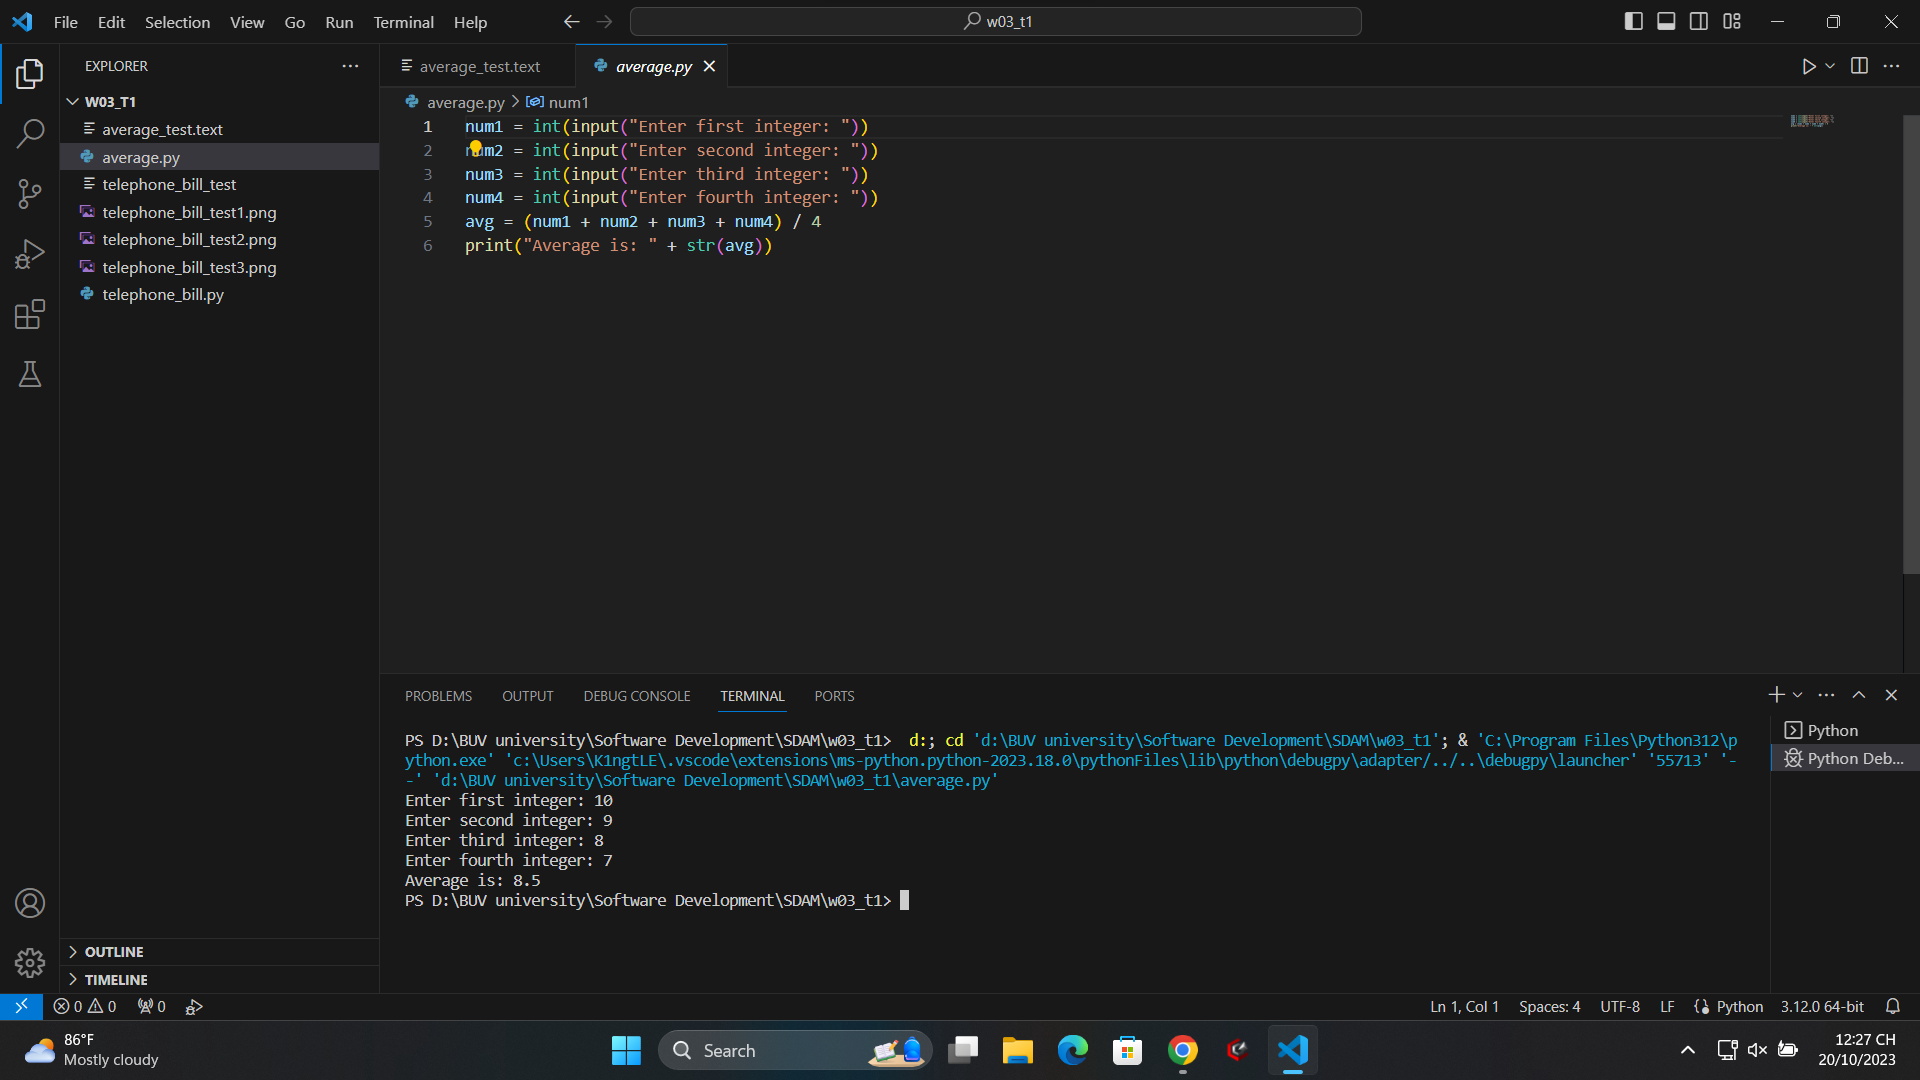 File Edit Selection View Go Run Terminal Help
w03_t1
EXPLORER
W03_T1
average_test.text
average.py
telephone_bill_test
telephone_bill_test1.png
telephone_bill_test2.png
telephone_bill_test3.png
telephone_bill.py
OUTLINE
TIMELINE
average_test.text
average.py
average.py > num1
1 num1 = int(input("Enter first integer: "))
2 num2 = int(input("Enter second integer: "))
3 num3 = int(input("Enter third integer: "))
4 num4 = int(input("Enter fourth integer: "))
5 avg = (num1 + num2 + num3 + num4) / 4
6 print("Average is: " + str(avg))
PROBLEMS OUTPUT DEBUG CONSOLE TERMINAL PORTS
PS D:\BUV university\Software Development\SDAM\w03_t1>  d:; cd 'd:\BUV university\Software Development\SDAM\w03_t1'; & 'C:\Program Files\Python312\p
ython.exe' 'c:\Users\K1ngtLE\.vscode\extensions\ms-python.python-2023.18.0\pythonFiles\lib\python\debugpy\adapter/../..\debugpy\launcher' '55713' '-
-' 'd:\BUV university\Software Development\SDAM\w03_t1\average.py'
Enter first integer: 10
Enter second integer: 9
Enter third integer: 8
Enter fourth integer: 7
Average is: 8.5
PS D:\BUV university\Software Development\SDAM\w03_t1>
Python
Python Deb...
0 0 0
Ln 1, Col 1 Spaces: 4 UTF-8 LF Python 3.12.0 64-bit
86°F
Mostly cloudy
Search
12:27 CH
20/10/2023